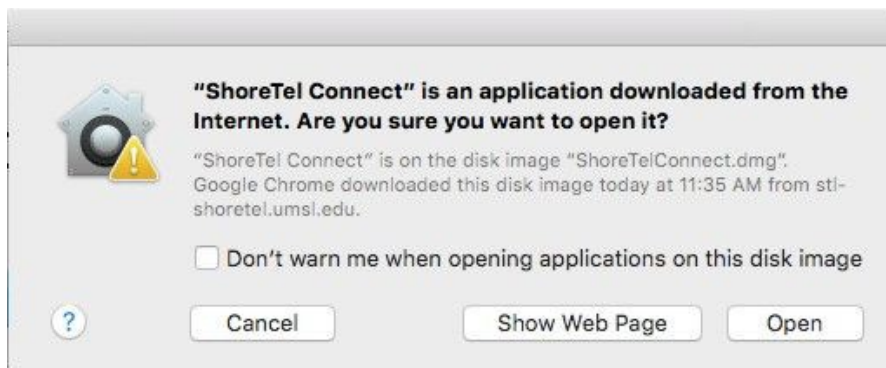 “ShoreTel Connect” is an application downloaded from the
Internet. Are you sure you want to open it?
“ShoreTel Connect” is on the disk image “ShoreTelConnect.dmg”.
Google Chrome downloaded this disk image today at 11:35 AM from stl-
shoretel.umsl.edu.
Don’t warn me when opening applications on this disk image
? Cancel Show Web Page Open